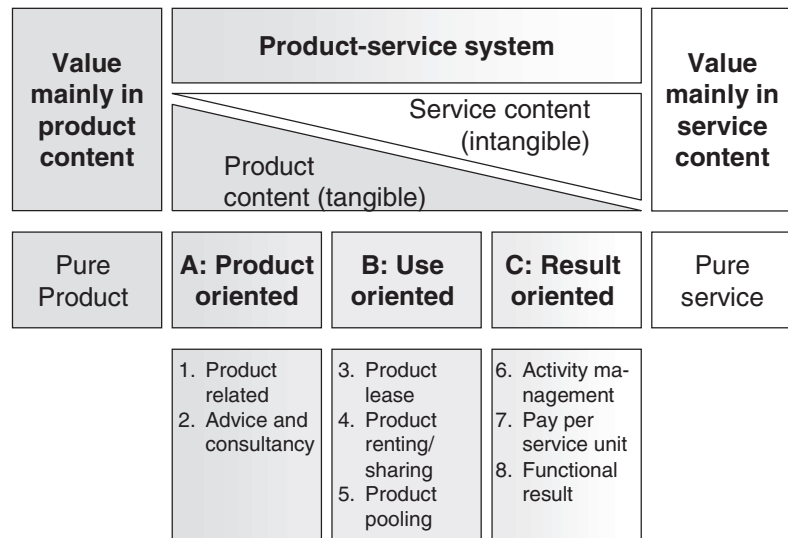 Value
mainly in
product
content
Product-service system
Service content
(intangible)
Product
content (tangible)
Value
mainly in
service
content
Pure
Product
A: Product
oriented
B: Use
oriented
C: Result
oriented
Pure
service
1. Product
related
2. Advice and
consultancy
3. Product
lease
4. Product
renting/
sharing
5. Product
pooling
6. Activity ma-
nagement
7. Pay per
service unit
8. Functional
result